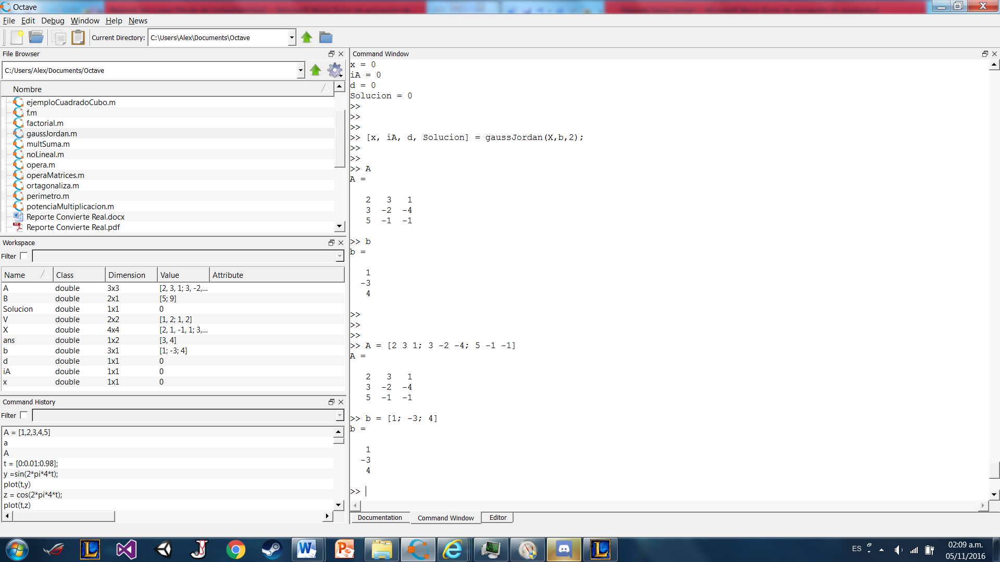 Octave
File Edit Debug Window Help News
Current Directory: C:\Users\Alex\Documents\Octave
File Browser
C:/Users/Alex/Documents/Octave
Nombre
ejemploCuadradoCubo.m
f.m
factorial.m
gaussJordan.m
multSuma.m
noLineal.m
opera.m
operaMatrices.m
ortagonaliza.m
perimetro.m
potenciaMultiplicacion.m
Reporte Convierte Real.docx
Reporte Convierte Real.pdf
Workspace
Filter
Name Class Dimension Value Attribute
A double 3x3 [2, 3, 1; 3, -2,...
B double 2x1 [5; 9]
Solucion double 1x1 0
V double 2x2 [1, 2; 1, 2]
X double 4x4 [2, 1, -1, 1; 3,...
ans double 1x2 [3, 4]
b double 3x1 [1; -3; 4]
d double 1x1 0
iA double 1x1 0
x double 1x1 0
Command History
Filter
A = [1,2,3,4,5]
a
A
t = [0:0.01:0.98];
y =sin(2*pi*4*t);
plot(t,y)
z = cos(2*pi*4*t);
plot(t,z)
Command Window
x = 0
iA = 0
d = 0
Solucion = 0
>>
>>
>>
>> [x, iA, d, Solucion] = gaussJordan(X,b,2);
>>
>>
>> A
A =
2 3 1
3 -2 -4
5 -1 -1
>> b
b =
1
-3
4
>>
>>
>>
>> A = [2 3 1; 3 -2 -4; 5 -1 -1]
A =
2 3 1
3 -2 -4
5 -1 -1
>> b = [1; -3; 4]
b =
1
-3
4
>>
Documentation Command Window Editor
ES
02:09 a.m.
05/11/2016